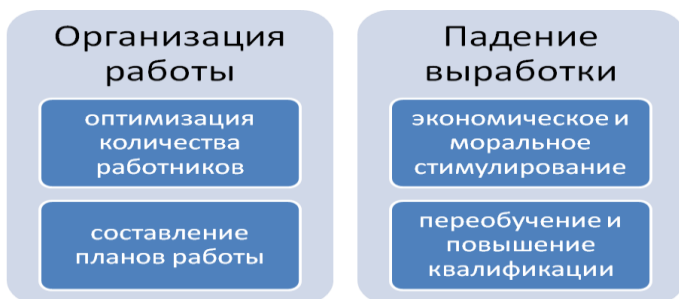 Организация
работы
оптимизация
количества
работников
составление
планов работы
Падение
выработки
экономическое и
моральное
стимулирование
переобучение и
повышение
квалификации